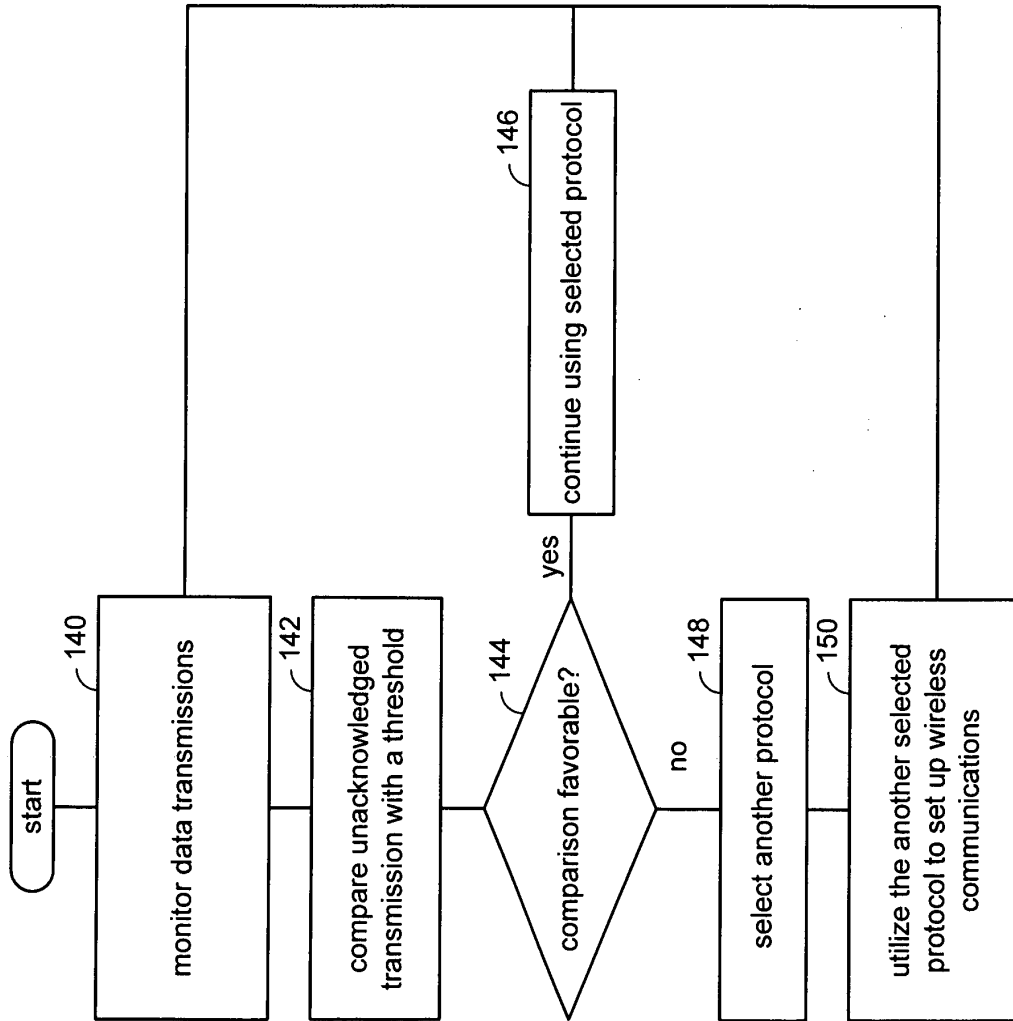 start
140
monitor data transmissions
142
compare unacknowledged
transmission with a threshold
144
comparison favorable?
yes
146
continue using selected protocol
no
148
select another protocol
150
utilize the another selected
protocol to set up wireless
communications